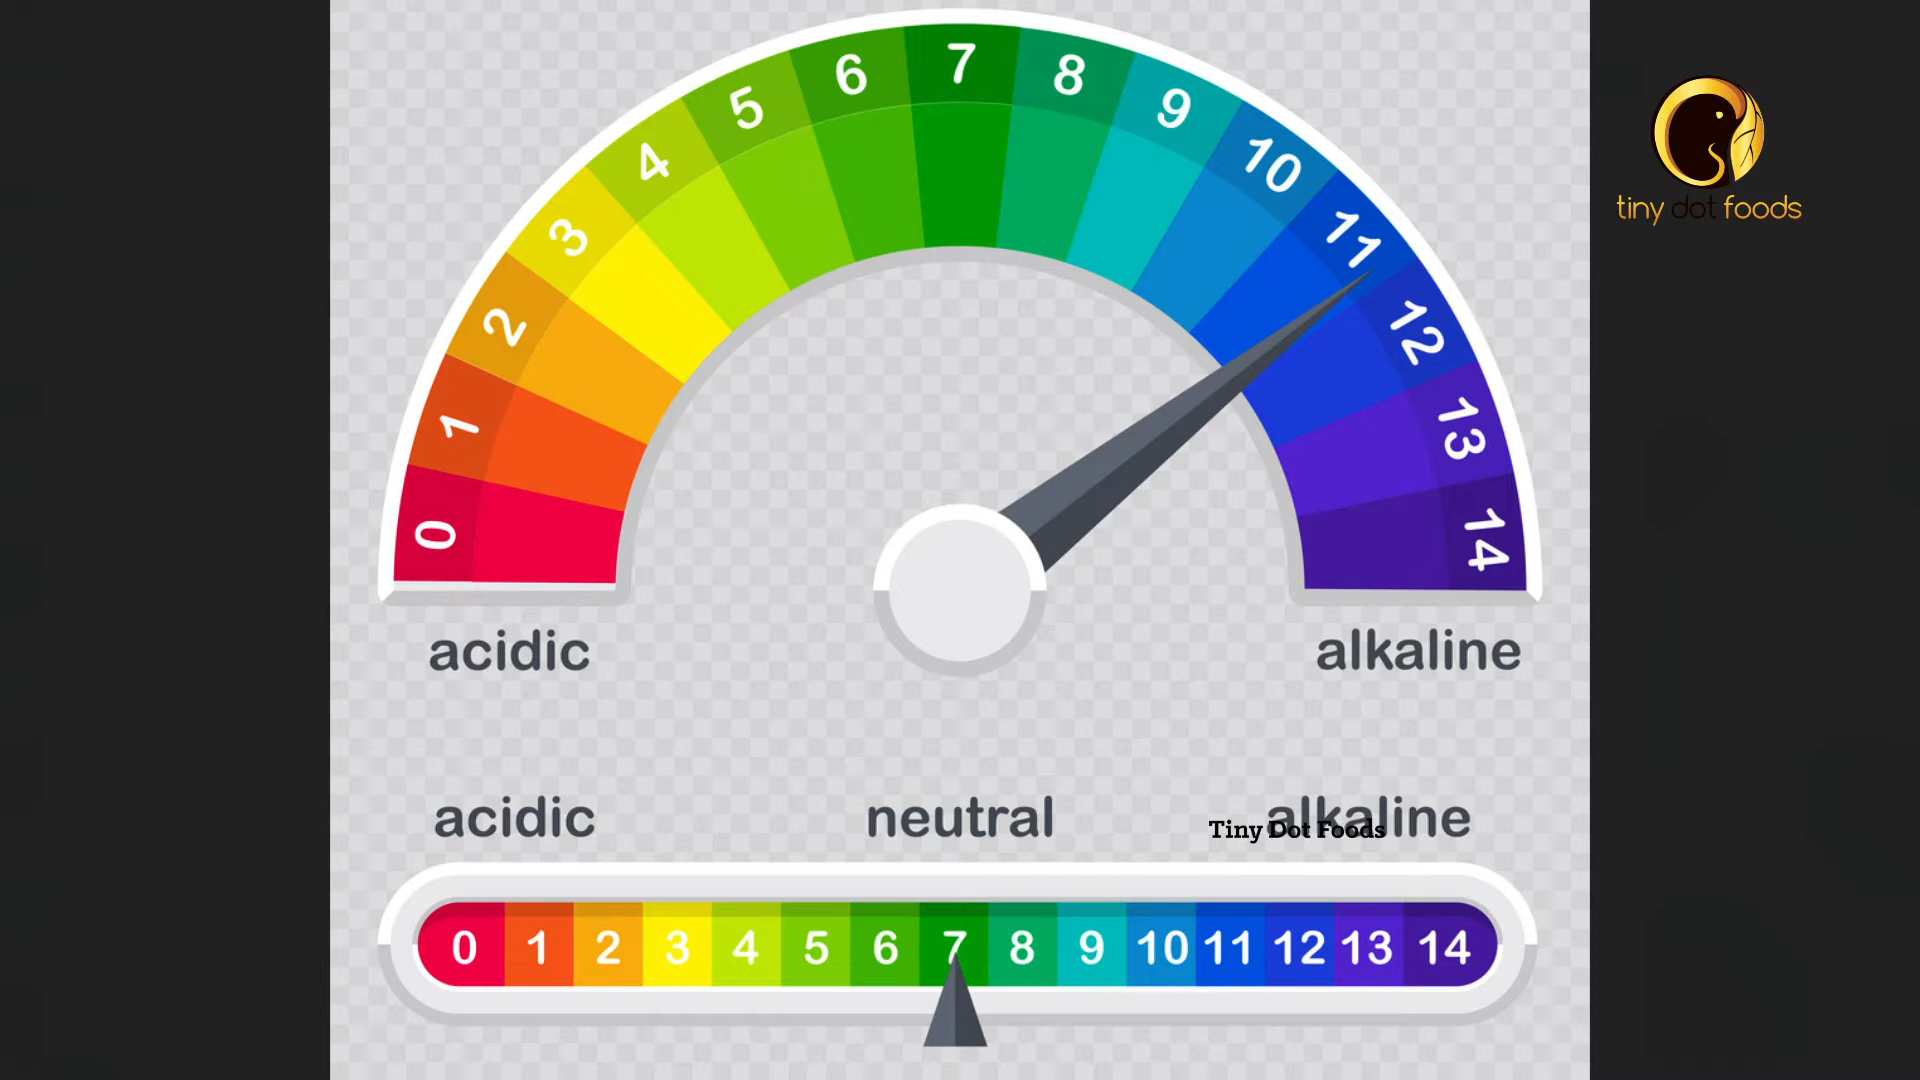 0
1
2
3
4
5
6
7
8
9
10
11
12
13
14
tiny dot foods
acidic
alkaline
acidic
neutral
alkaline
Tiny Dot Foods
0 1 2 3 4 5 6 7 8 9 10 11 12 13 14